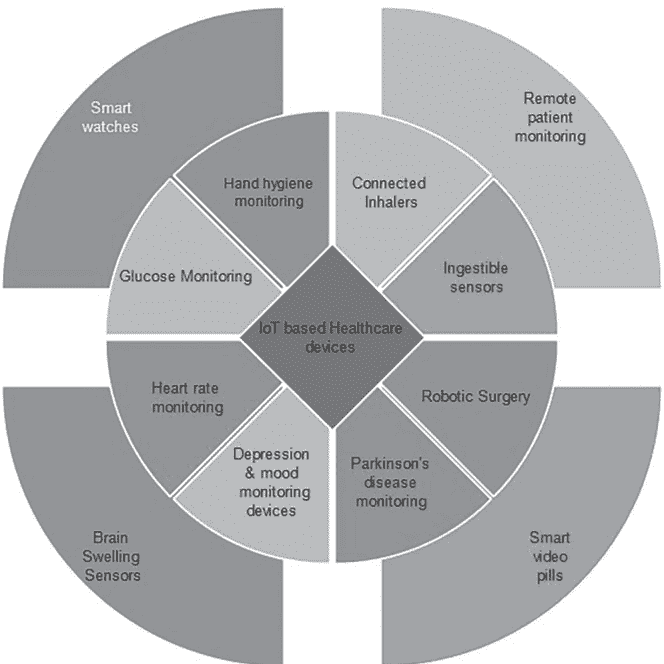 Smart
watches
Remote
patient
monitoring
Hand hygiene
monitoring
Connected
Inhalers
Glucose Monitoring
Ingestible
sensors
IoT based Healthcare
devices
Heart rate
monitoring
Robotic Surgery
Depression
& mood
monitoring
devices
Parkinson's
disease
monitoring
Brain
Swelling
Sensors
Smart
video
pills